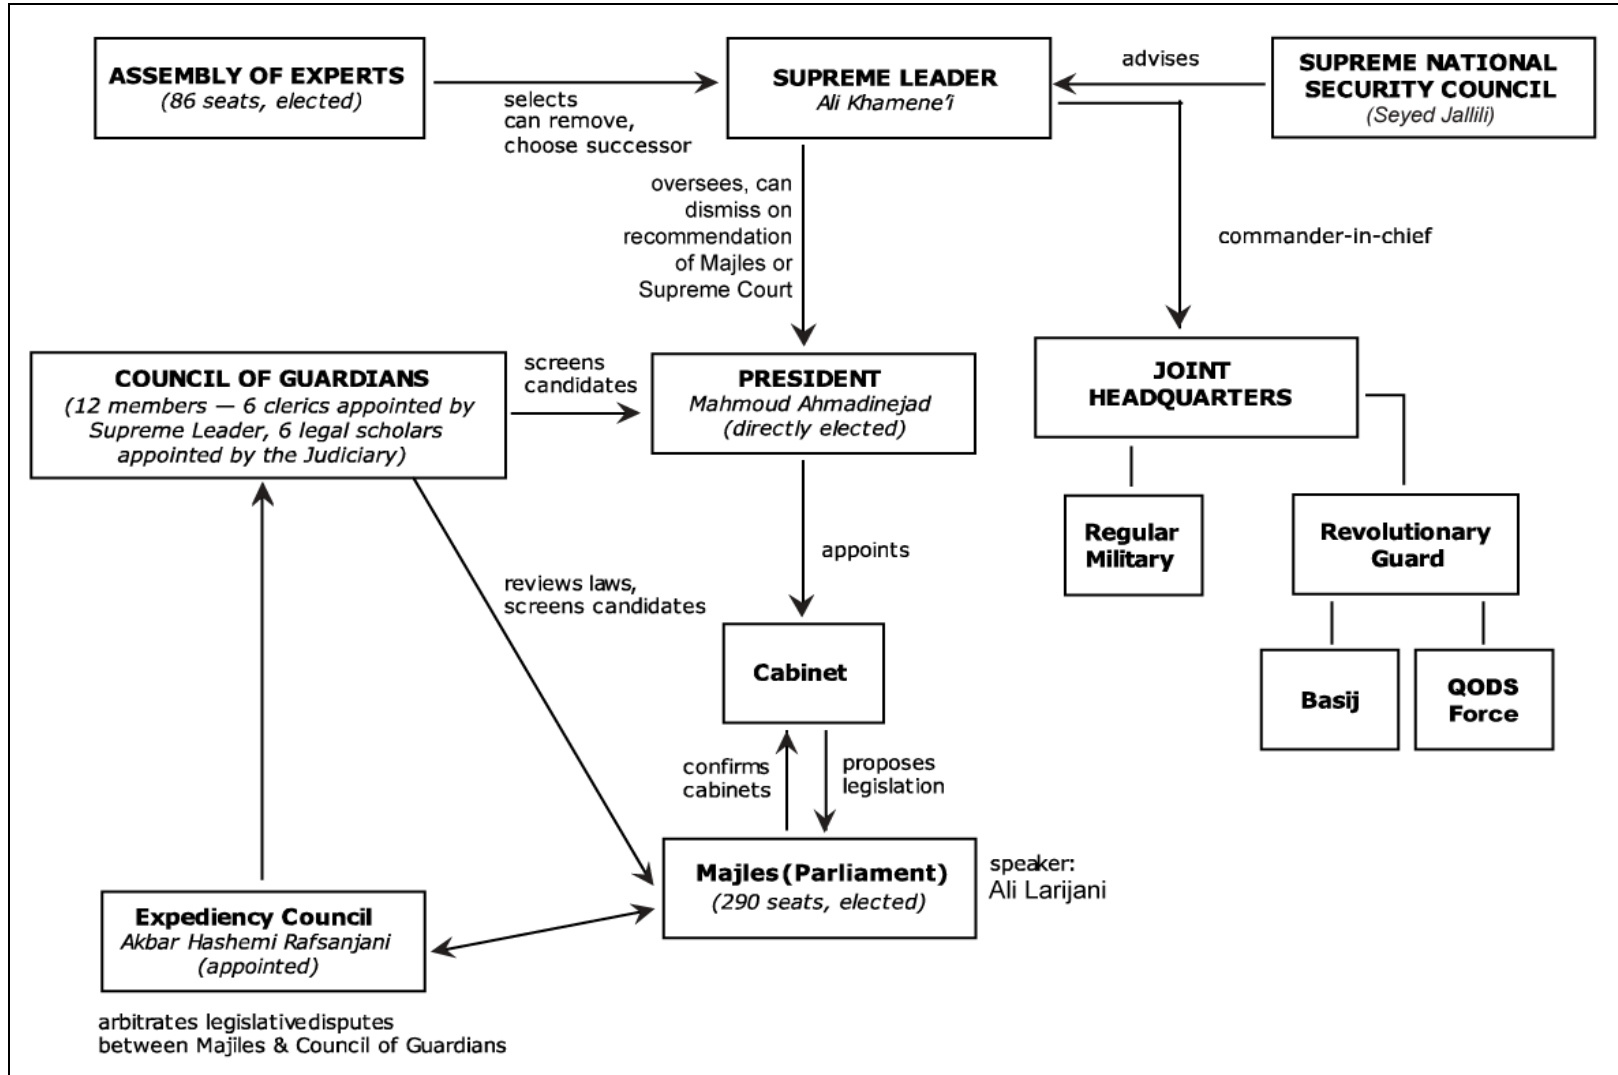 ASSEMBLY OF EXPERTS
(86 seats, elected)
selects
can remove,
choose successor
SUPREME LEADER
Ali Khamene'i
advises
SUPREME NATIONAL
SECURITY COUNCIL
(Seyed Jallili)
oversees, can
dismiss on
recommendation
of Majles or
Supreme Court
commander-in-chief
COUNCIL OF GUARDIANS
(12 members — 6 clerics appointed by
Supreme Leader, 6 legal scholars
appointed by the Judiciary)
screens
candidates
PRESIDENT
Mahmoud Ahmadinejad
(directly elected)
JOINT
HEADQUARTERS
Regular
Military
Revolutionary
Guard
appoints
reviews laws,
screens candidates
Cabinet
Basij
QODS
Force
confirms
cabinets
proposes
legislation
Majles (Parliament)
(290 seats, elected)
speaker:
Ali Larijani
Expediency Council
Akbar Hashemi Rafsanjani
(appointed)
arbitrates legislative disputes
between Majiles & Council of Guardians